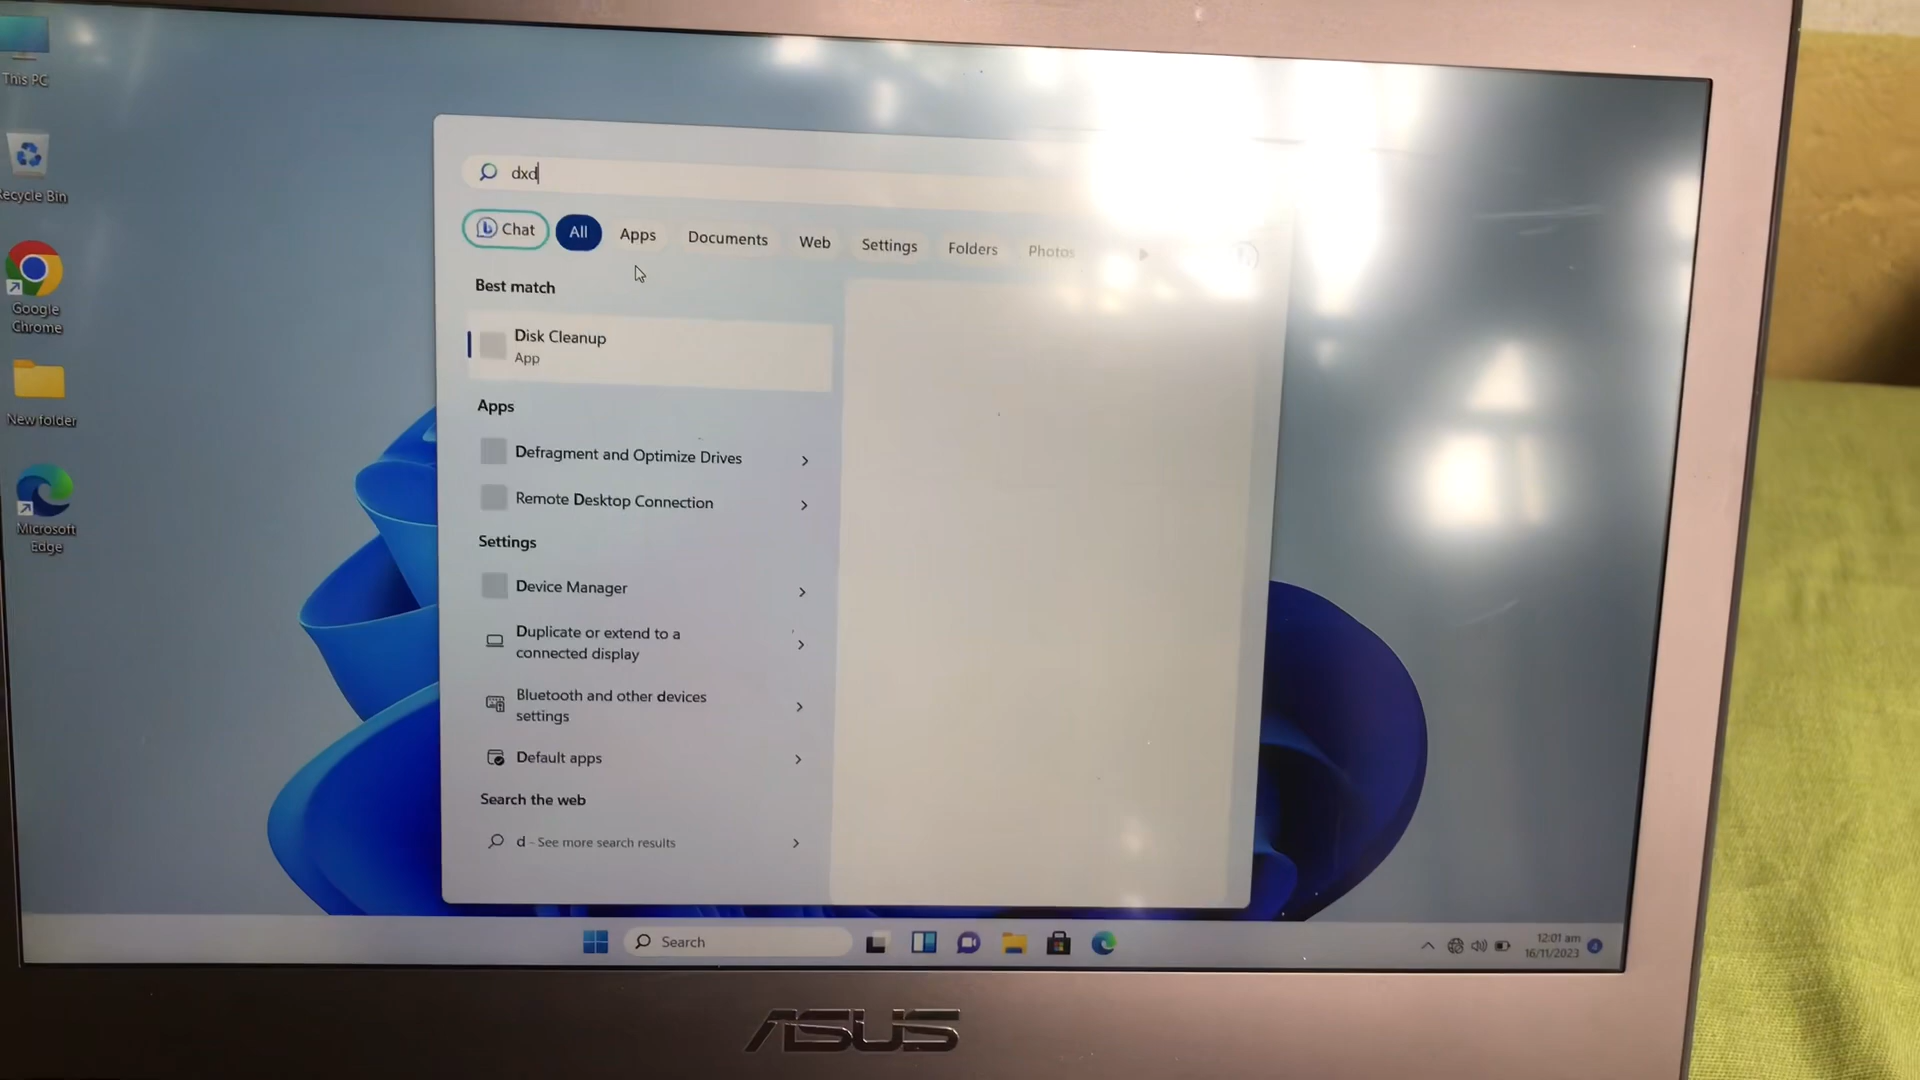 This PC
Recycle Bin
Google
Chrome
New folder
Microsoft
Edge
dxd
Chat
All
Apps
Documents
Web
Settings
Folders
Photos
Best match
Disk Cleanup
App
Apps
Defragment and Optimize Drives
Remote Desktop Connection
Settings
Device Manager
Duplicate or extend to a
connected display
Bluetooth and other devices
settings
Default apps
Search the web
d - See more search results
Search
12:01 am
16/11/2023
ASUS